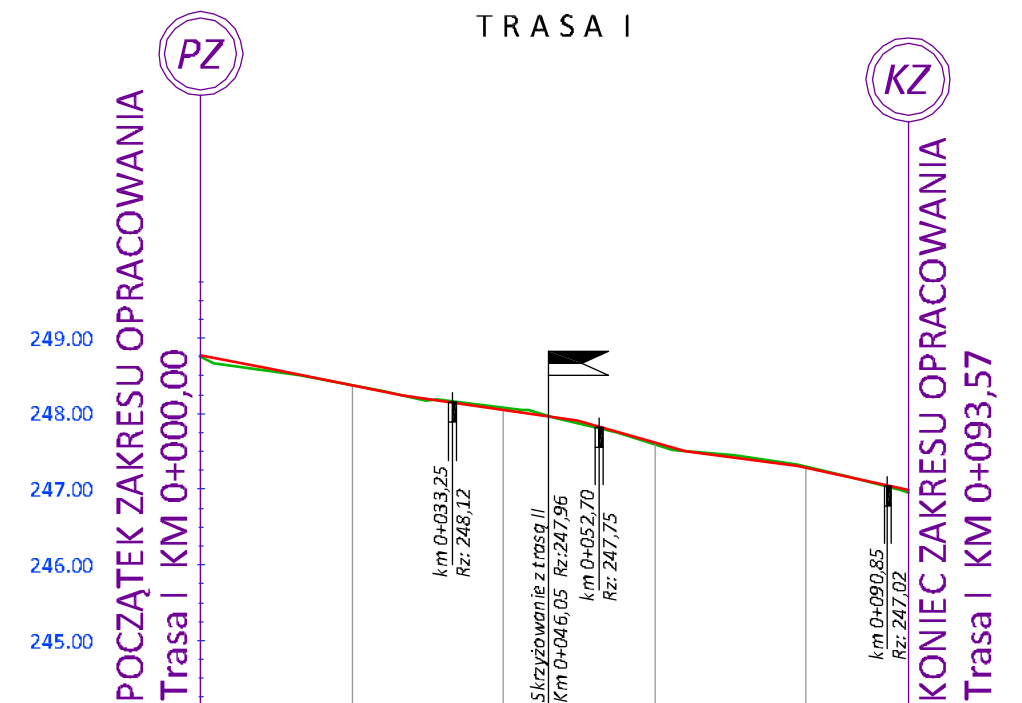 TRASA I
PZ
KZ
POCZĄTEK ZAKRESU OPRACOWANIA
Trasa I KM 0+000,00
249.00
248.00
247.00
246.00
245.00
km 0+033,25
Rz: 248,12
Skrzyżowanie z trasą II
Km 0+046,05 Rz:247,96
km 0+052,70
Rz: 247,75
km 0+090,85
Rz: 247,02
KONIEC ZAKRESU OPRACOWANIA
Trasa I KM 0+093,57